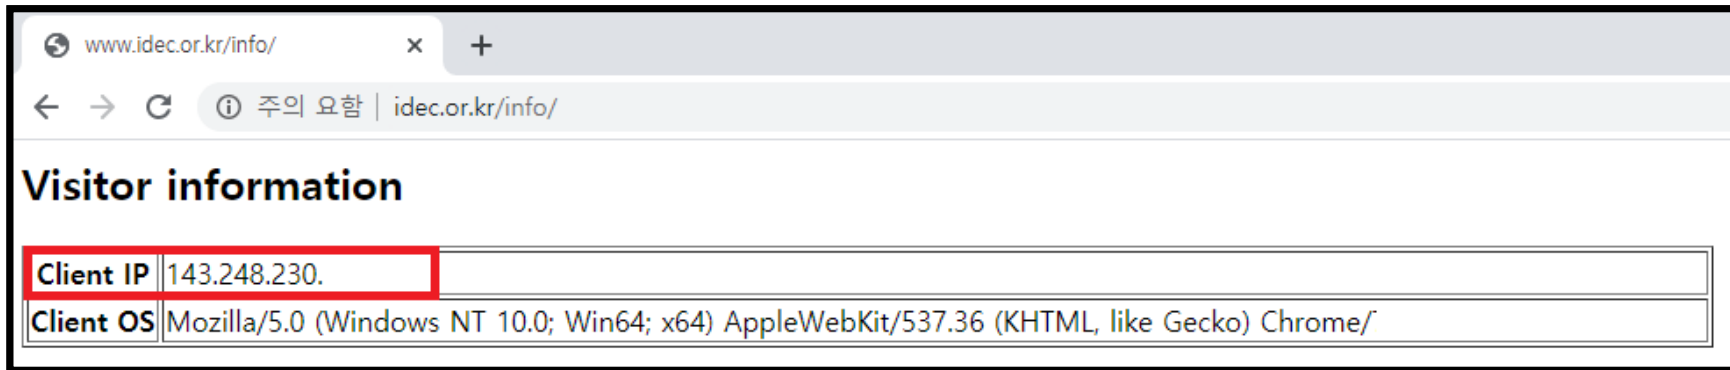 www.idec.or.kr/info/
주의 요함 | idec.or.kr/info/
Visitor information
Client IP 143.248.230.
Client OS Mozilla/5.0 (Windows NT 10.0; Win64; x64) AppleWebKit/537.36 (KHTML, like Gecko) Chrome/